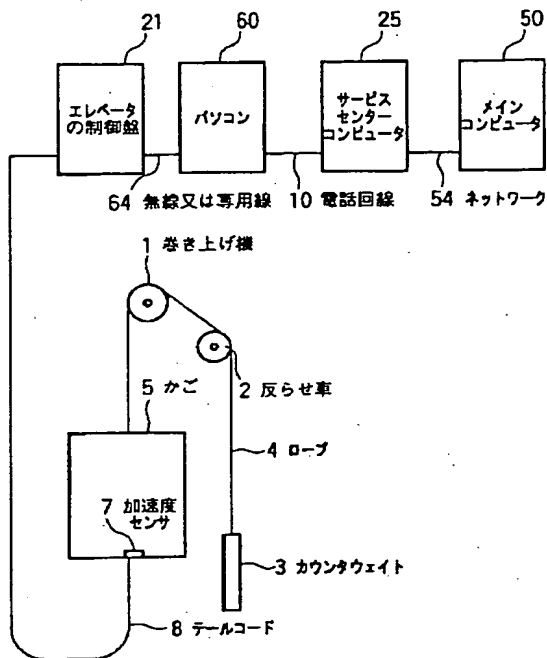 21
60
25
50
エレベータ
の制御盤
パソコン
サービス
センター
コンピュータ
メイン
コンピュータ
64 無線又は専用線
10 電話回線
54 ネットワーク
1 巻き上げ機
2 反らせ車
5 かご
4 ロープ
7 加速度
センサ
3 カウンタウェイト
8 テールコード